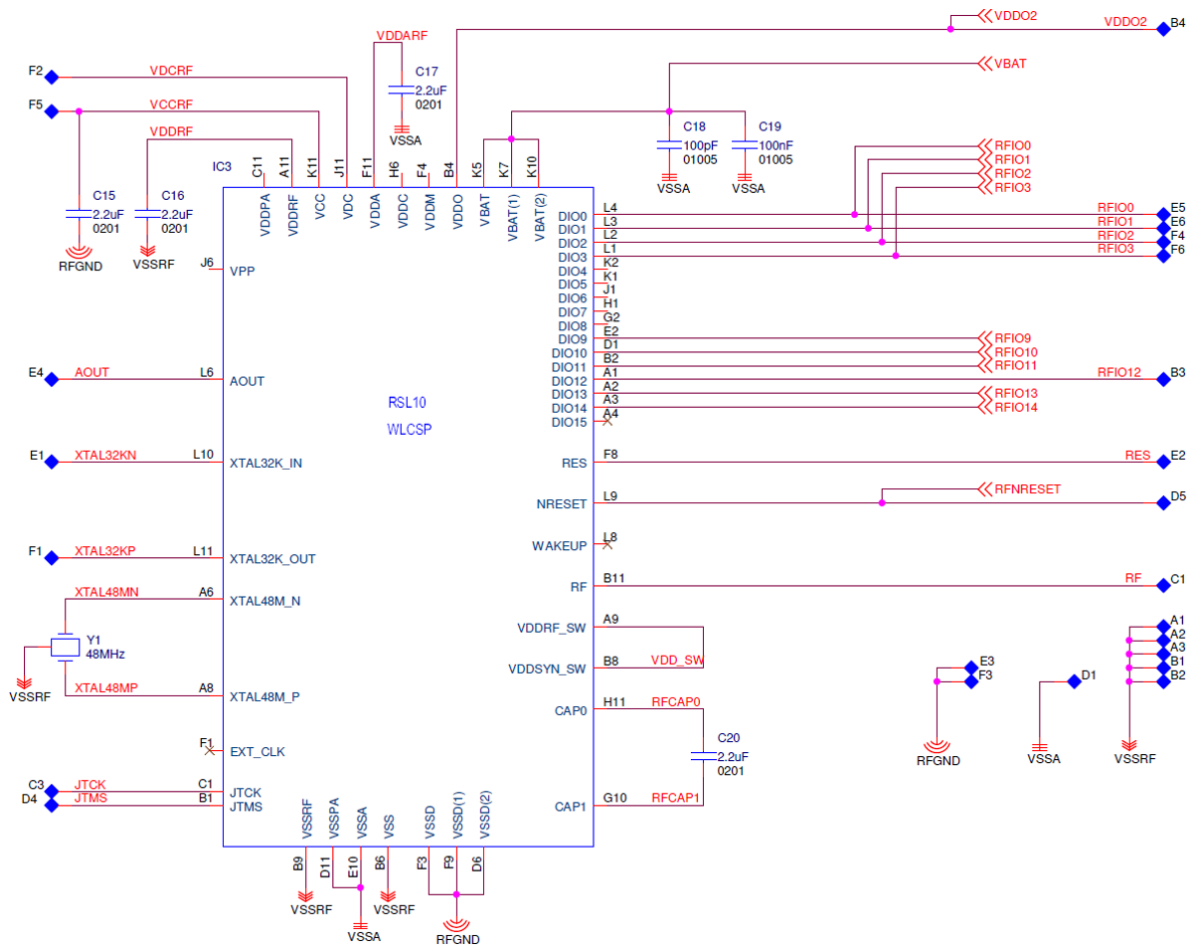 VDDO2
VDDO2
B4
VDDARF
F2
VDCRF
C17
2.2uF
0201
VBAT
F5
VCCRF
VDDRF
VSSA
C18
100pF
01005
C19
100nF
01005
RFIO0
RFIO1
RFIO2
RFIO3
IC3
C11
A11
K11
J11
F11
H6
F4
B4
K5
K7
K10
VSSA
VSSA
C15
2.2uF
0201
C16
2.2uF
0201
VDDPA
VDDRF
VCC
VDC
VDDA
VDDC
VDDM
VDDO
VBAT
VBAT(1)
VBAT(2)
RFGND
VSSRF
DIO0 L4 RFIO0 E5
DIO1 L3 RFIO1 E6
DIO2 L2 RFIO2 F4
DIO3 L1 RFIO3 F6
DIO4 K2
DIO5 K1
DIO6 J1
DIO7 H1
DIO8 G2
DIO9 E2 RFIO9
DIO10 D1 RFIO10
DIO11 B2 RFIO11
DIO12 A1 RFIO12 B3
DIO13 A2 RFIO13
DIO14 A3 RFIO14
DIO15 A4
J6 VPP
E4 AOUT L6 AOUT
RSL10
WLCSP
E1 XTAL32KN L10 XTAL32K_IN
RES F8 RES E2
RFNRESET
NRESET L9 D5
WAKEUP L8
F1 XTAL32KP L11 XTAL32K_OUT
RF B11 RF C1
XTAL48MN A6 XTAL48M_N
Y1
48MHz
VSSRF
XTAL48MP A8 XTAL48M_P
VDDRF_SW A9
VDDSYN_SW B8 VDD_SW
A1
A2
A3
B1
B2
E3
F3
D1
CAP0 H11 RFCAP0
C20
2.2uF
0201
RFGND
VSSA
VSSRF
F1 EXT_CLK
C3 JTCK C1 JTCK
D4 JTMS B1 JTMS
CAP1 G10 RFCAP1
VSSRF
VSSPA
VSSA
VSS
VSSD
VSSD(1)
VSSD(2)
B9
D11
E10
B6
F3
F9
D6
VSSRF
VSSA
VSSRF
RFGND